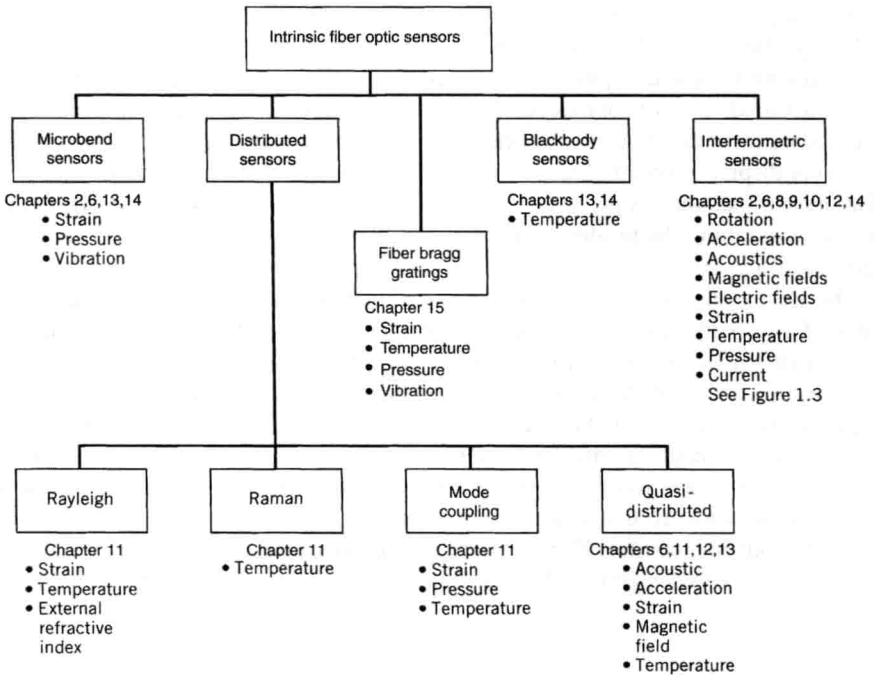 Intrinsic fiber optic sensors
Microbend
sensors
Chapters 2,6,13,14
• Strain
• Pressure
• Vibration
Distributed
sensors
Fiber bragg
gratings
Chapter 15
• Strain
• Temperature
• Pressure
• Vibration
Blackbody
sensors
Chapters 13,14
• Temperature
Interferometric
sensors
Chapters 2,6,8,9,10,12,14
• Rotation
• Acceleration
• Acoustics
• Magnetic fields
• Electric fields
• Strain
• Temperature
• Pressure
• Current
See Figure 1.3
Rayleigh
Chapter 11
• Strain
• Temperature
• External
refractive
index
Raman
Chapter 11
• Temperature
Mode
coupling
Chapter 11
• Strain
• Pressure
• Temperature
Quasi-
distributed
Chapters 6,11,12,13
• Acoustic
• Acceleration
• Strain
• Magnetic
field
• Temperature